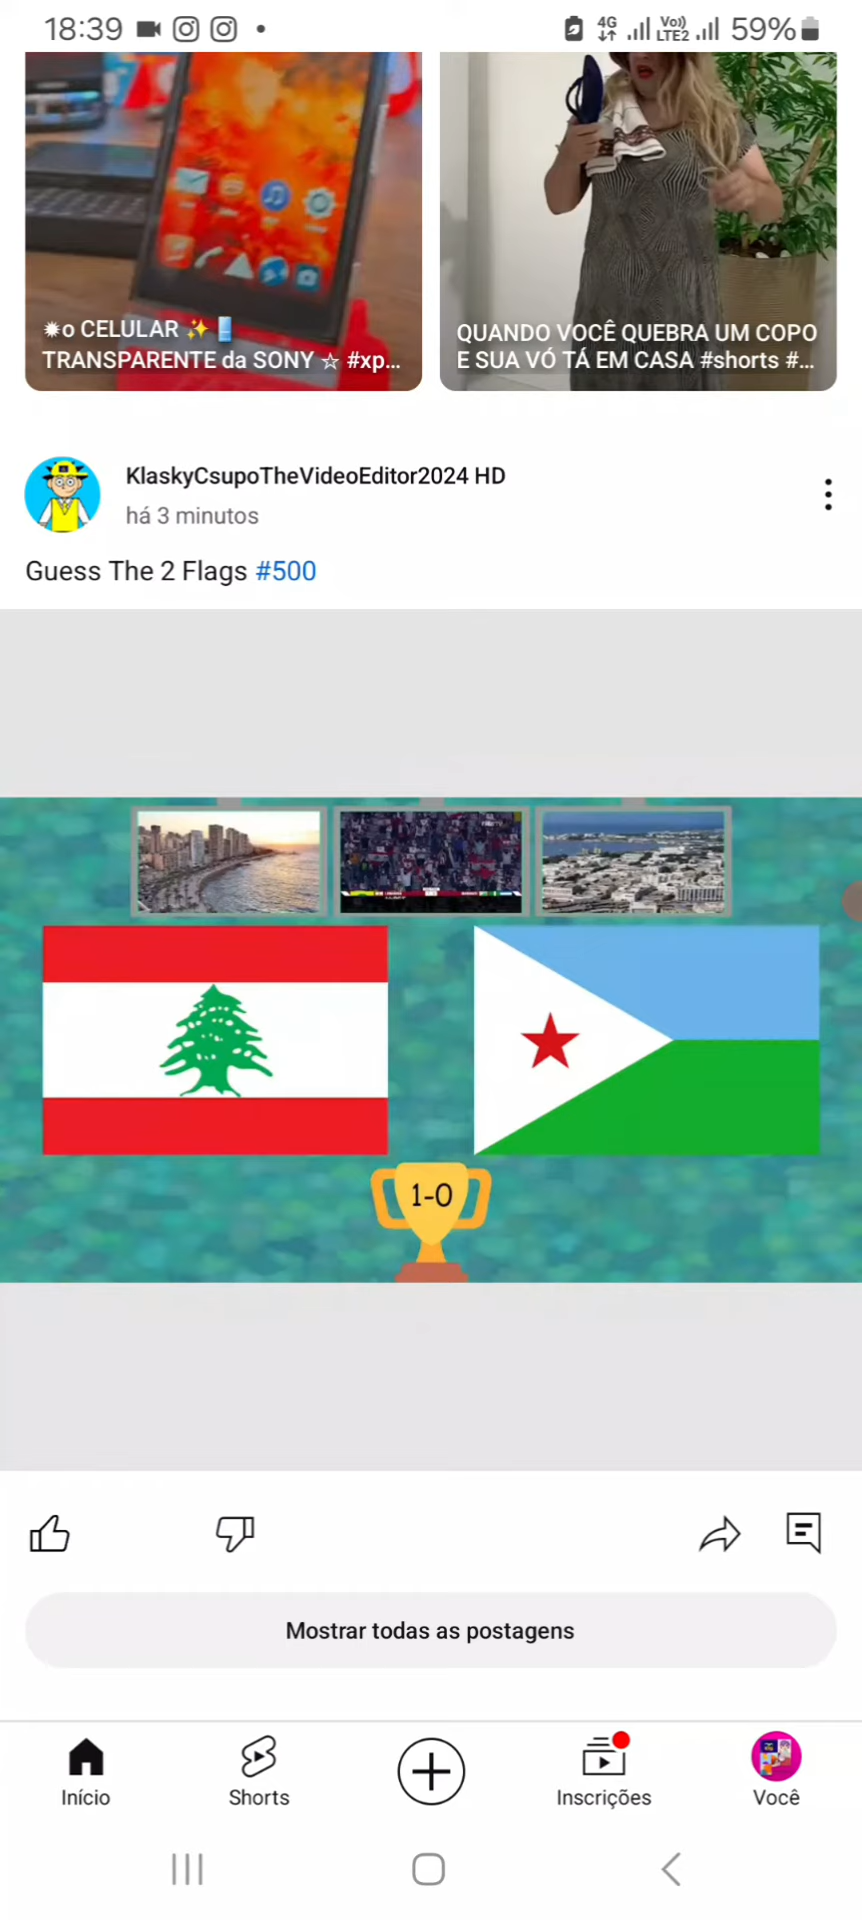 18:39
4G
Vo))
LTE2
59%
✹o CELULAR ✨
TRANSPARENTE da SONY ☆ #xp...
QUANDO VOCÊ QUEBRA UM COPO
E SUA VÓ TÁ EM CASA #shorts #...
KlaskyCsupoTheVideoEditor2024 HD
há 3 minutos
Guess The 2 Flags #500
1-0
Mostrar todas as postagens
Início
Shorts
Inscrições
Você